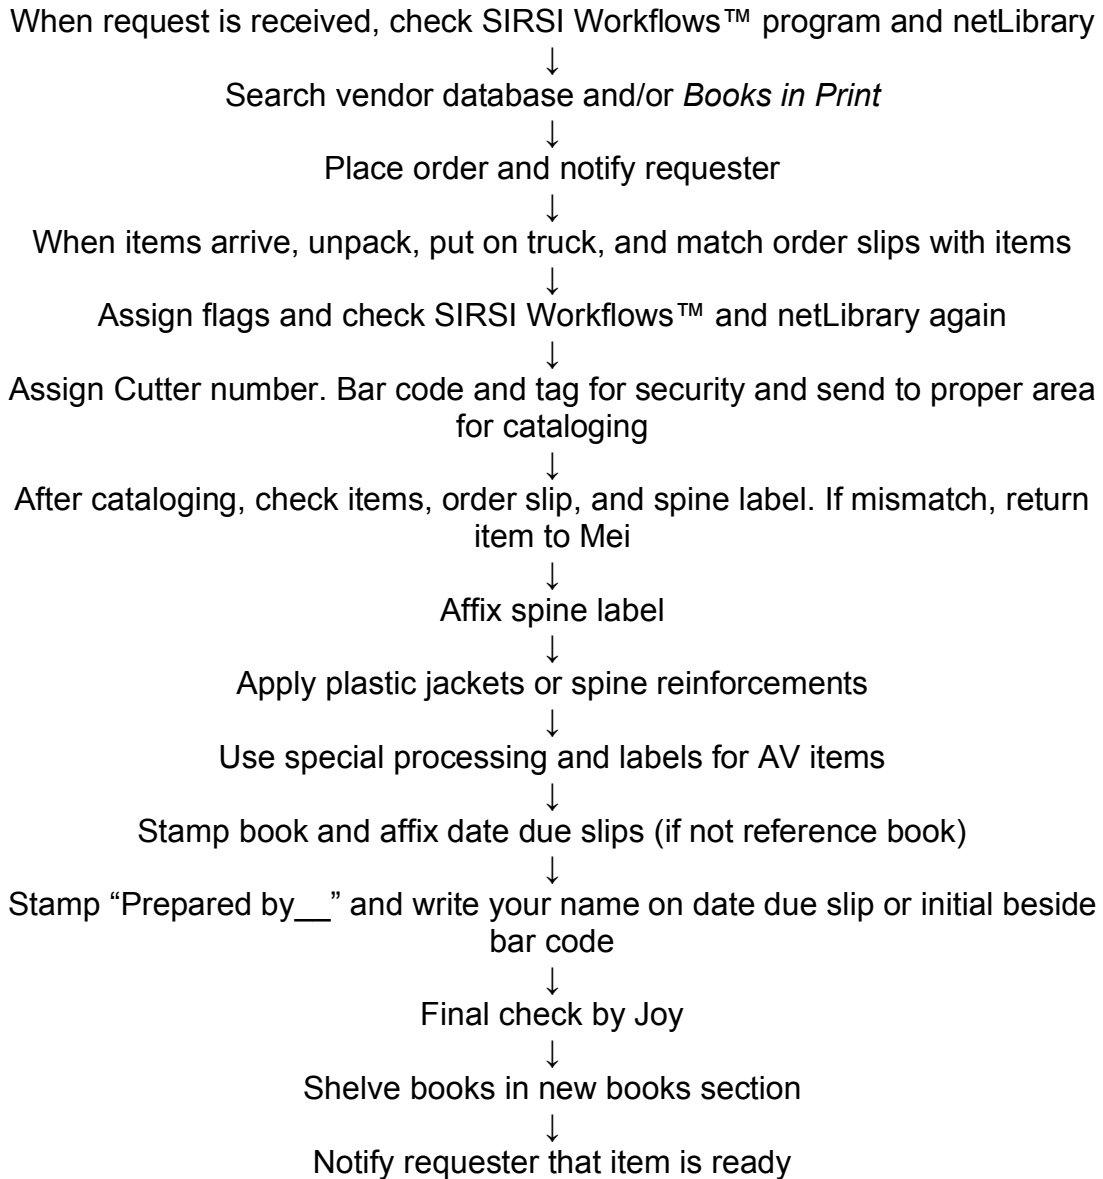 When request is received, check SIRSI Workflows™ program and netLibrary
↓
Search vendor database and/or Books in Print
↓
Place order and notify requester
↓
When items arrive, unpack, put on truck, and match order slips with items
↓
Assign flags and check SIRSI Workflows™ and netLibrary again
↓
Assign Cutter number. Bar code and tag for security and send to proper area
for cataloging
↓
After cataloging, check items, order slip, and spine label. If mismatch, return
item to Mei
↓
Affix spine label
↓
Apply plastic jackets or spine reinforcements
↓
Use special processing and labels for AV items
↓
Stamp book and affix date due slips (if not reference book)
↓
Stamp “Prepared by__” and write your name on date due slip or initial beside
bar code
↓
Final check by Joy
↓
Shelve books in new books section
↓
Notify requester that item is ready